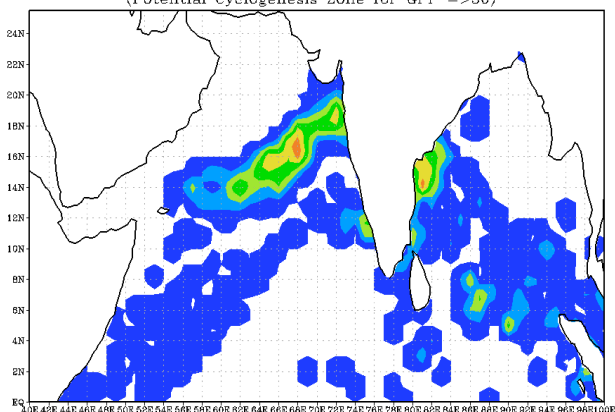 (Potential Cyclogenesis Zone for GPP =>30)
24N
22N
20N
18N
16N
14N
12N
10N
8N
6N
4N
2N
EQ
40E 42E 44E 46E 48E 50E 52E 54E 56E 58E 60E 62E 64E 66E 68E 70E 72E 74E 76E 78E 80E 82E 84E 86E 88E 90E 92E 94E 96E 98E